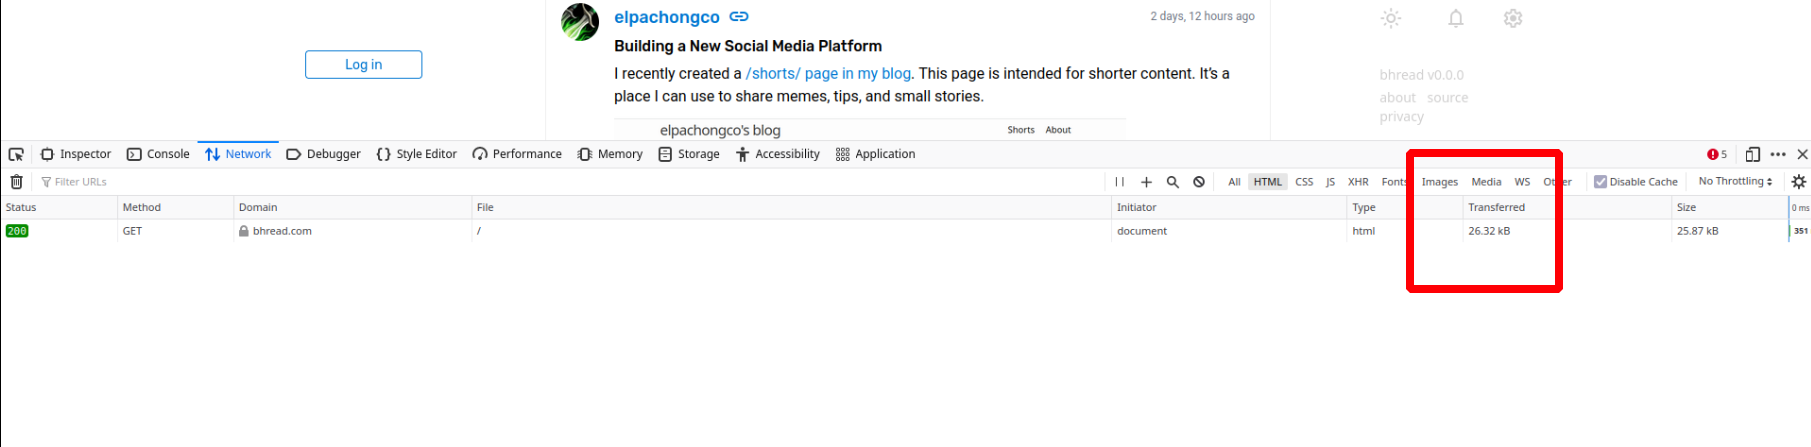 elpachongco
2 days, 12 hours ago
Log in
Building a New Social Media Platform
I recently created a /shorts/ page in my blog. This page is intended for shorter content. It's a
place I can use to share memes, tips, and small stories.
bhread v0.0.0
about source
privacy
elpachongco's blog Shorts About
Inspector Console Network Debugger {} Style Editor Performance Memory Storage Accessibility Application 5
Filter URLs All HTML CSS JS XHR Fonts Images Media WS Other Disable Cache No Throttling
Status Method Domain File Initiator Type Transferred Size 0 ms
200 GET bhread.com / document html 26.32 kB 25.87 kB 351